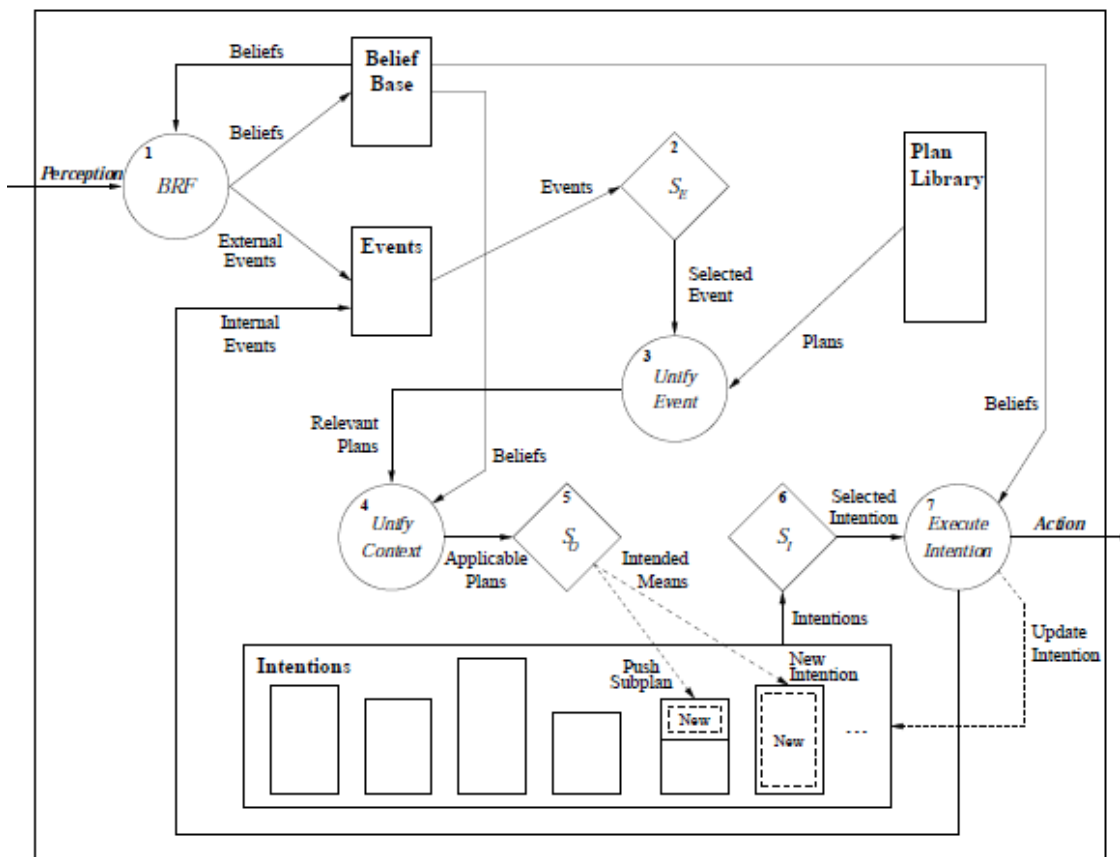 Beliefs
Belief
Base
Beliefs
1
BRF
Perception
2
S_E
Plan
Library
Events
External
Events
Events
Selected
Event
Internal
Events
Plans
3
Unify
Event
Relevant
Plans
Beliefs
Beliefs
4
Unify
Context
5
S_O
6
S_I
Selected
Intention
7
Execute
Intention
Action
Applicable
Plans
Intended
Means
Intentions
Update
Intention
Intentions
Push
Subplan
New
Intention
New
New
...